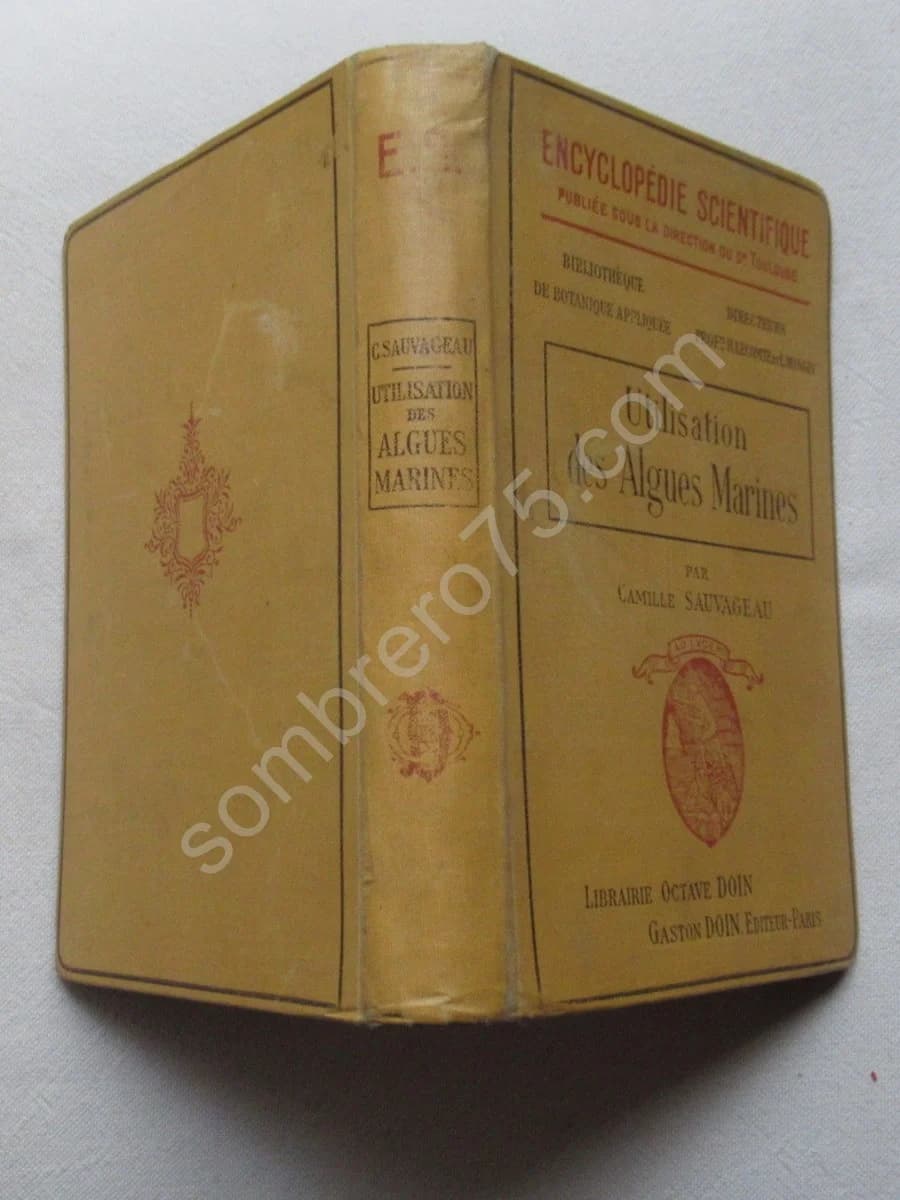 E.S.
C. SAUVAGEAU
UTILISATION
DES
ALGUES
MARINES
ENCYCLOPÉDIE SCIENTIFIQUE
PUBLIÉE SOUS LA DIRECTION DU Dr TOULOUSE
BIBLIOTHÈQUE
DE BOTANIQUE APPLIQUÉE
DIRECTEURS
Utilisation
des Algues Marines
PAR
CAMILLE SAUVAGEAU
LIBRAIRIE OCTAVE DOIN
GASTON DOIN, EDITEUR-PARIS
sombrero75.com